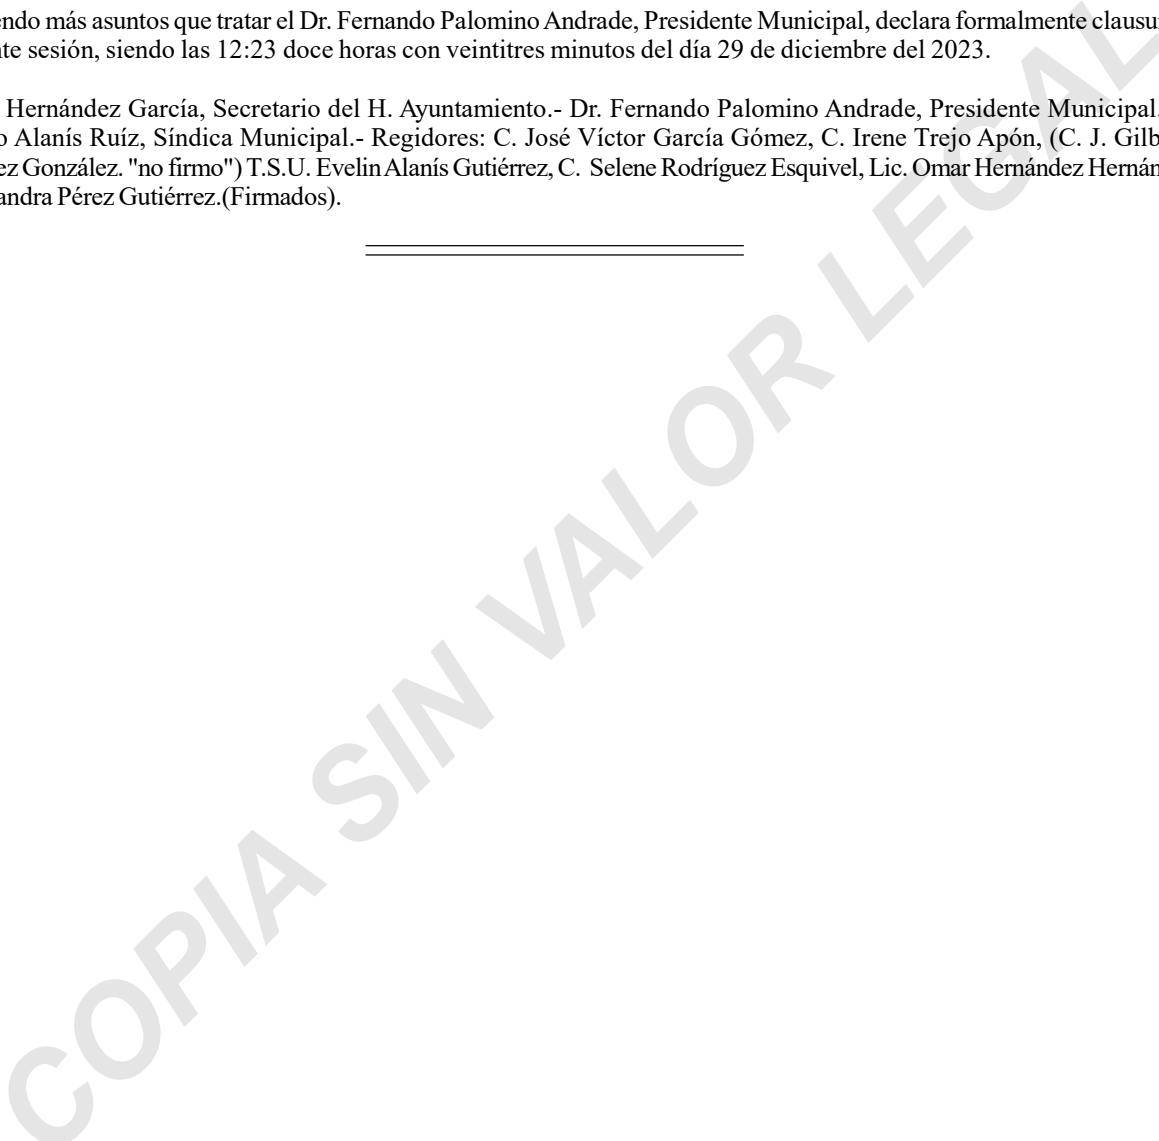 endo más asuntos que tratar el Dr. Fernando Palomino Andrade, Presidente Municipal, declara formalmente clausu
nte sesión, siendo las 12:23 doce horas con veintitres minutos del día 29 de diciembre del 2023.
Hernández García, Secretario del H. Ayuntamiento.- Dr. Fernando Palomino Andrade, Presidente Municipal.
o Alanís Ruíz, Síndica Municipal.- Regidores: C. José Víctor García Gómez, C. Irene Trejo Apón, (C. J. Gilb
ez González. "no firmo") T.S.U. Evelin Alanís Gutiérrez, C. Selene Rodríguez Esquivel, Lic. Omar Hernández Hernán
andra Pérez Gutiérrez.(Firmados).
COPIA SIN VALOR LEGAL